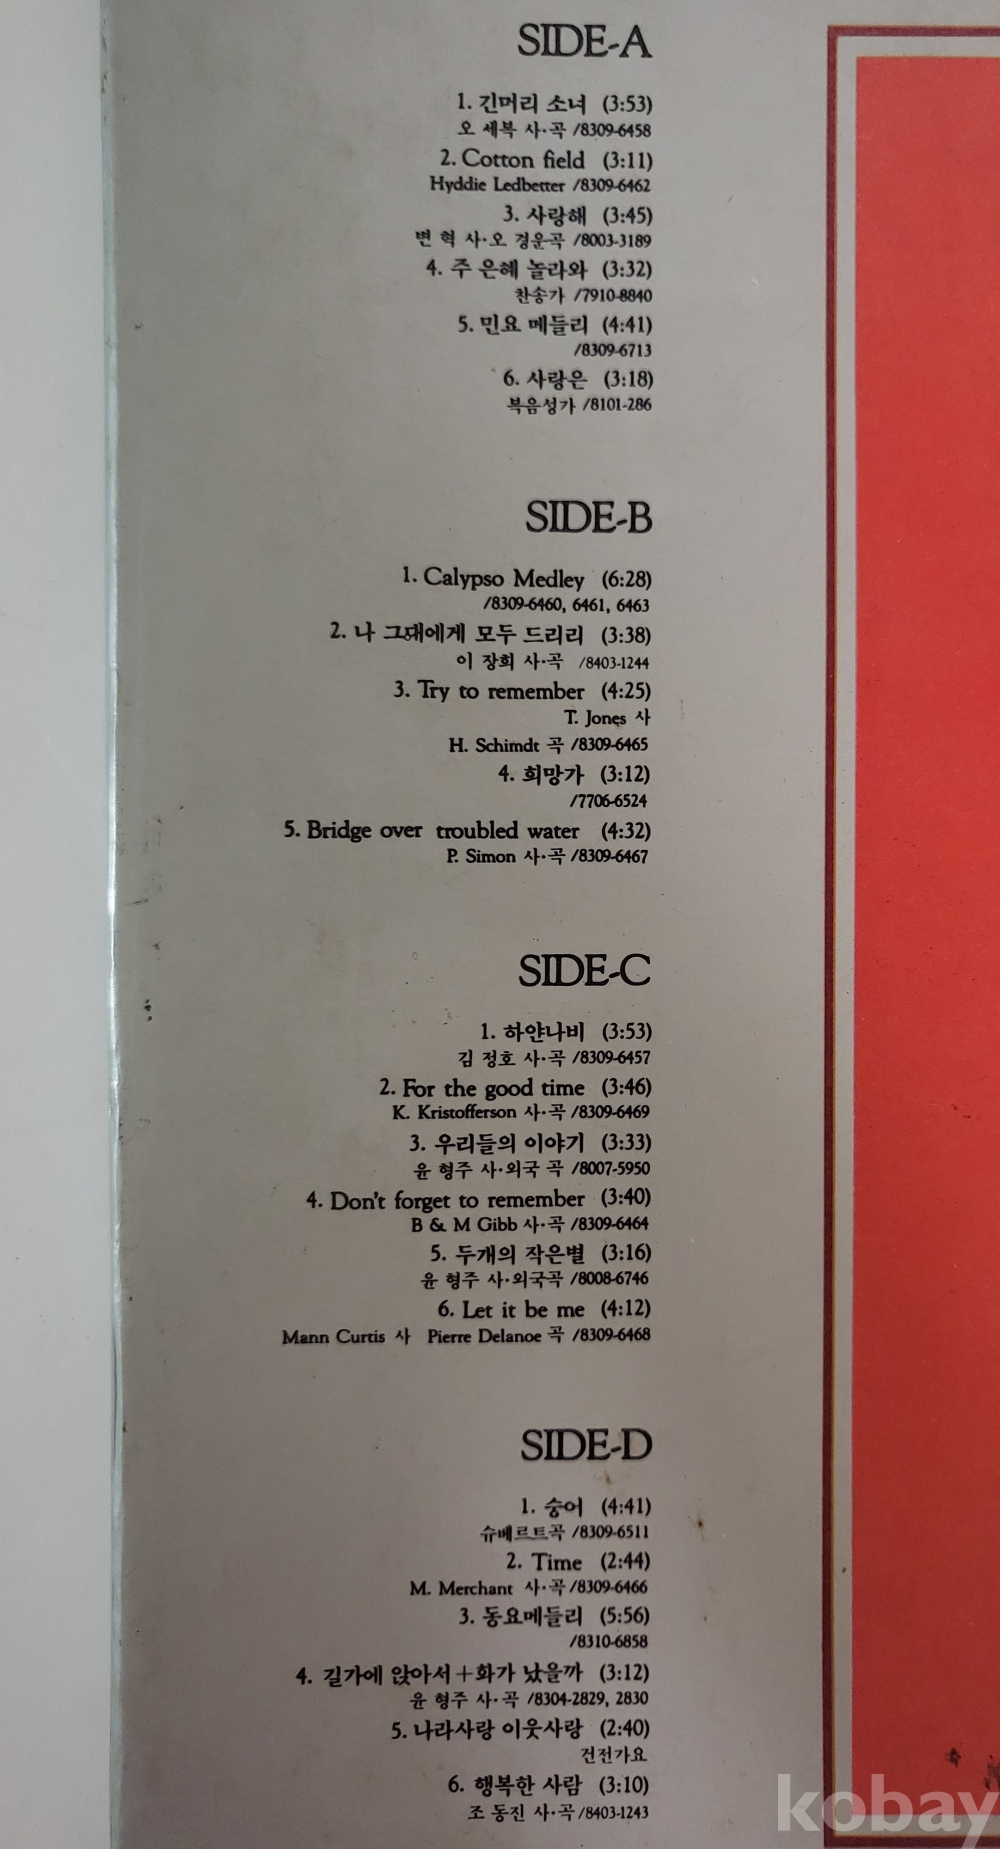 SIDE-A
1. 긴머리 소녀 (3:53)
오 세복 사·곡 /8309-6458
2. Cotton field (3:11)
Hyddie Ledbetter /8309-6462
3. 사랑해 (3:45)
변 혁 사·오 경운곡 /8003-3189
4. 주 은혜 놀라와 (3:32)
찬송가 /7910-8840
5. 민요 메들리 (4:41)
/8309-6713
6. 사랑은 (3:18)
복음성가 /8101-286
SIDE-B
1. Calypso Medley (6:28)
/8309-6460, 6461, 6463
2. 나 그대에게 모두 드리리 (3:38)
이 장희 사·곡 /8403-1244
3. Try to remember (4:25)
T. Jones 사
H. Schimdt 곡 /8309-6465
4. 희망가 (3:12)
/7706-6524
5. Bridge over troubled water (4:32)
P. Simon 사·곡 /8309-6467
SIDE-C
1. 하얀나비 (3:53)
김 정호 사·곡 /8309-6457
2. For the good time (3:46)
K. Kristofferson 사·곡 /8309-6469
3. 우리들의 이야기 (3:33)
윤 형주 사·외국 곡 /8007-5950
4. Don't forget to remember (3:40)
B & M Gibb 사·곡 /8309-6464
5. 두개의 작은별 (3:16)
윤 형주 사·외국곡 /8008-6746
6. Let it be me (4:12)
Mann Curtis 사 Pierre Delanoe 곡 /8309-6468
SIDE-D
1. 숭어 (4:41)
슈베르트곡 /8309-6511
2. Time (2:44)
M. Merchant 사·곡 /8309-6466
3. 동요메들리 (5:56)
/8310-6858
4. 길가에 앉아서+화가 났을까 (3:12)
윤 형주 사·곡 /8304-2829, 2830
5. 나라사랑 이웃사랑 (2:40)
건전가요
6. 행복한 사람 (3:10)
조 동진 사·곡 /8403-1243
kobay